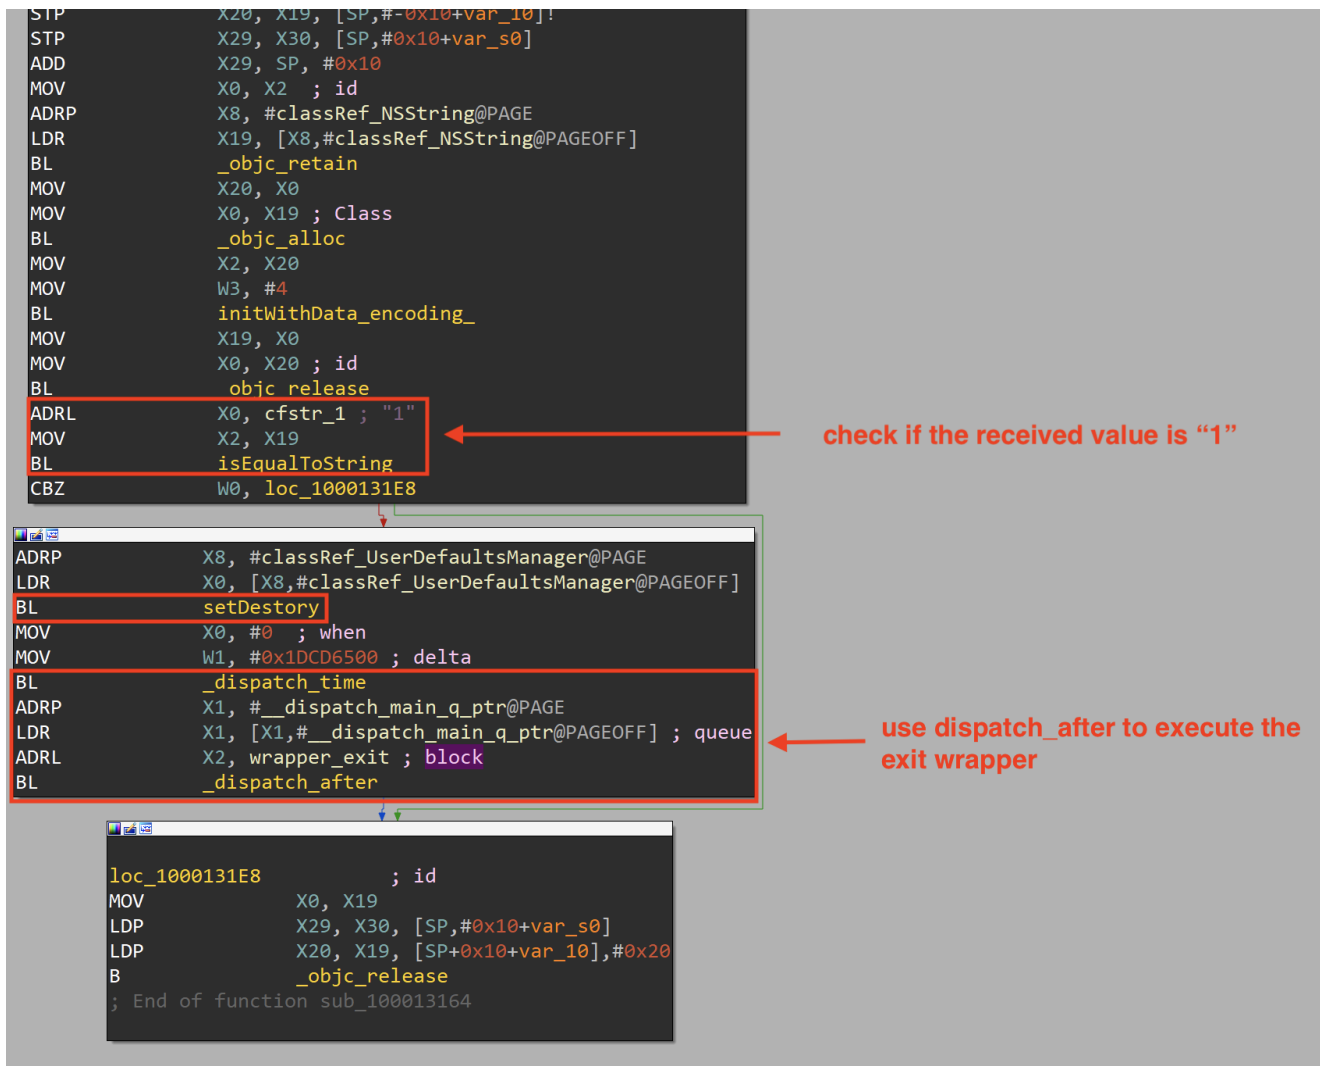 STP X20, X19, [SP,#-0x10+var_10]!
STP X29, X30, [SP,#0x10+var_s0]
ADD X29, SP, #0x10
MOV X0, X2 ; id
ADRP X8, #classRef_NSString@PAGE
LDR X19, [X8,#classRef_NSString@PAGEOFF]
BL _objc_retain
MOV X20, X0
MOV X0, X19 ; Class
BL _objc_alloc
MOV X2, X20
MOV W3, #4
BL initWithData_encoding_
MOV X19, X0
MOV X0, X20 ; id
BL _objc_release
ADRL X0, cfstr_1 ; "1"
MOV X2, X19
BL isEqualToString
CBZ W0, loc_1000131E8
check if the received value is “1”
ADRP X8, #classRef_UserDefaultsManager@PAGE
LDR X0, [X8,#classRef_UserDefaultsManager@PAGEOFF]
BL setDestory
MOV X0, #0 ; when
MOV W1, #0x1DCD6500 ; delta
BL _dispatch_time
ADRP X1, #__dispatch_main_q_ptr@PAGE
LDR X1, [X1,#__dispatch_main_q_ptr@PAGEOFF] ; queue
ADRL X2, wrapper_exit ; block
BL _dispatch_after
use dispatch_after to execute the
exit wrapper
loc_1000131E8 ; id
MOV X0, X19
LDP X29, X30, [SP,#0x10+var_s0]
LDP X20, X19, [SP+0x10+var_10],#0x20
B _objc_release
; End of function sub_100013164